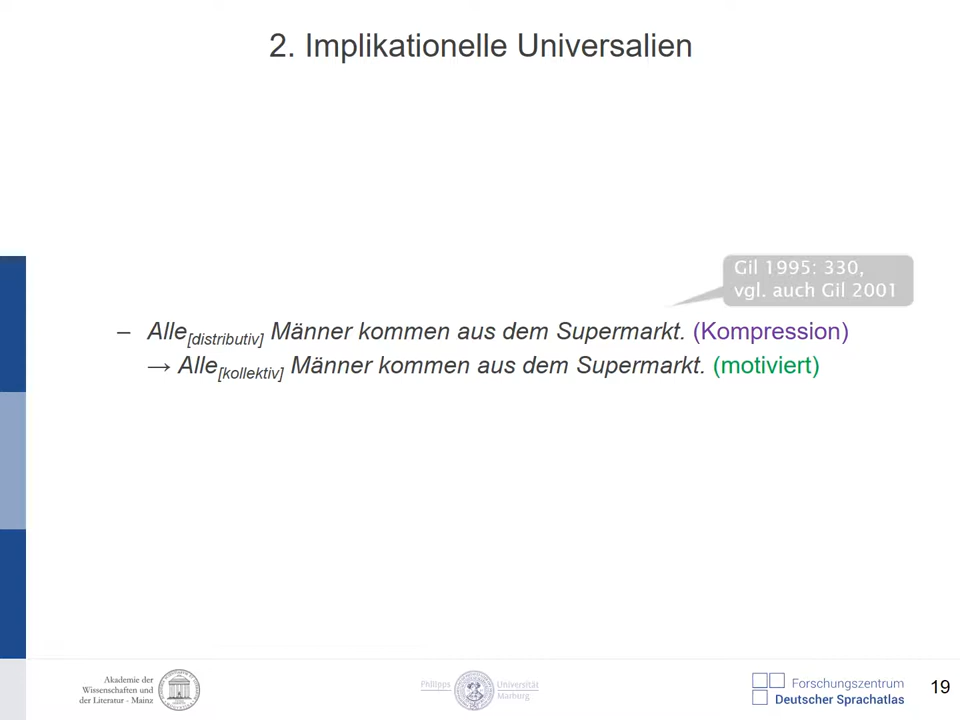 2. Implikationelle Universalien
Gil 1995: 330,
vgl. auch Gil 2001
– Alle[distributiv] Männer kommen aus dem Supermarkt. (Kompression)
→ Alle[kollektiv] Männer kommen aus dem Supermarkt. (motiviert)
Akademie der
Wissenschaften und
der Literatur - Mainz
Philipps
Universität
Marburg
Forschungszentrum
Deutscher Sprachatlas
19